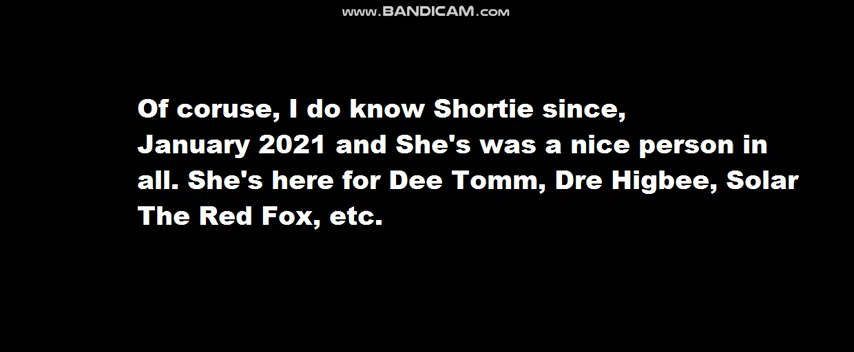 www.BANDICAM.com
Of coruse, I do know Shortie since,
January 2021 and She's was a nice person in
all. She's here for Dee Tomm, Dre Higbee, Solar
The Red Fox, etc.